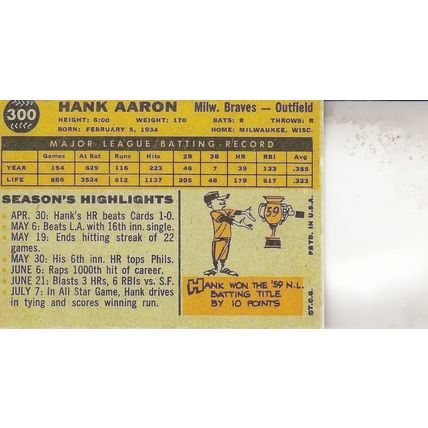 300
HANK AARON Milw. Braves — Outfield
HEIGHT: 6:00 WEIGHT: 170 BATS: R THROWS: R
BORN: FEBRUARY 5, 1934 HOME: MILWAUKEE, WISC.
MAJOR LEAGUE BATTING RECORD
Games At Bat Runs Hits 2B 3B HR RBI Avg.
YEAR 154 629 116 223 46 7 39 123 .355
LIFE 886 3524 612 1137 205 47 179 617 .323
SEASON'S HIGHLIGHTS
APR. 30: Hank's HR beats Cards 1-0.
MAY 6: Beats L.A. with 16th inn. single.
MAY 19: Ends hitting streak of 22
games.
MAY 30: His 6th inn. HR tops Phils.
JUNE 6: Raps 1000th hit of career.
JUNE 21: Blasts 3 HRs, 6 RBIs vs. S.F.
JULY 7: In All Star Game, Hank drives
in tying and scores winning run.
'59
HANK WON THE '59 N.L.
BATTING TITLE
BY 10 POINTS
©T.C.G. PRTD. IN U.S.A.